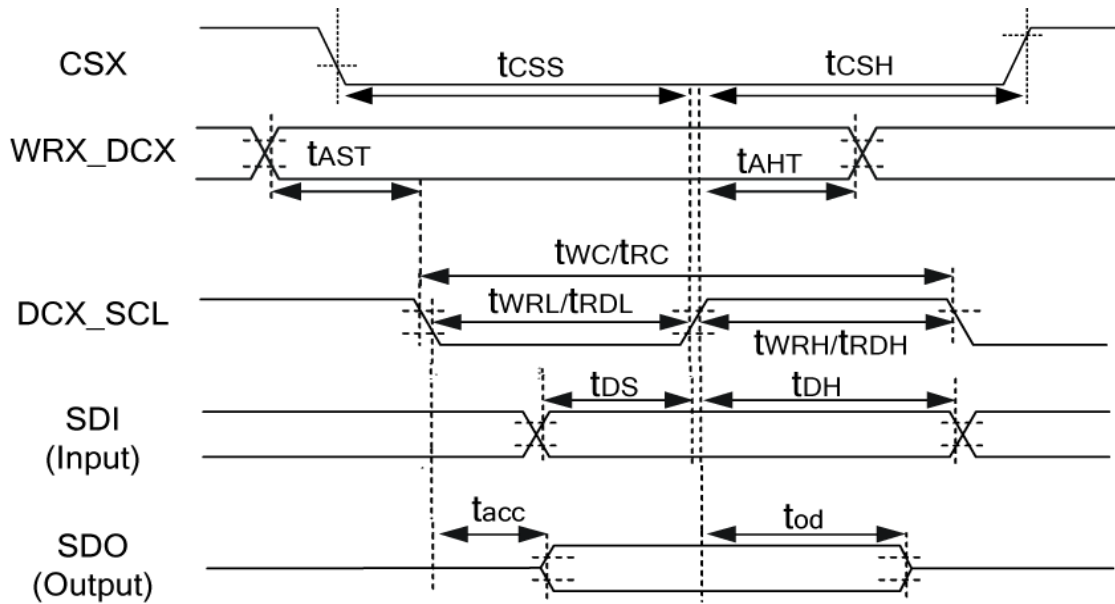 CSX
tCSS
tCSH
WRX_DCX
tAST
tAHT
tWC/tRC
DCX_SCL
tWRL/tRDL
tWRH/tRDH
SDI
(Input)
tDS
tDH
SDO
(Output)
tacc
tod